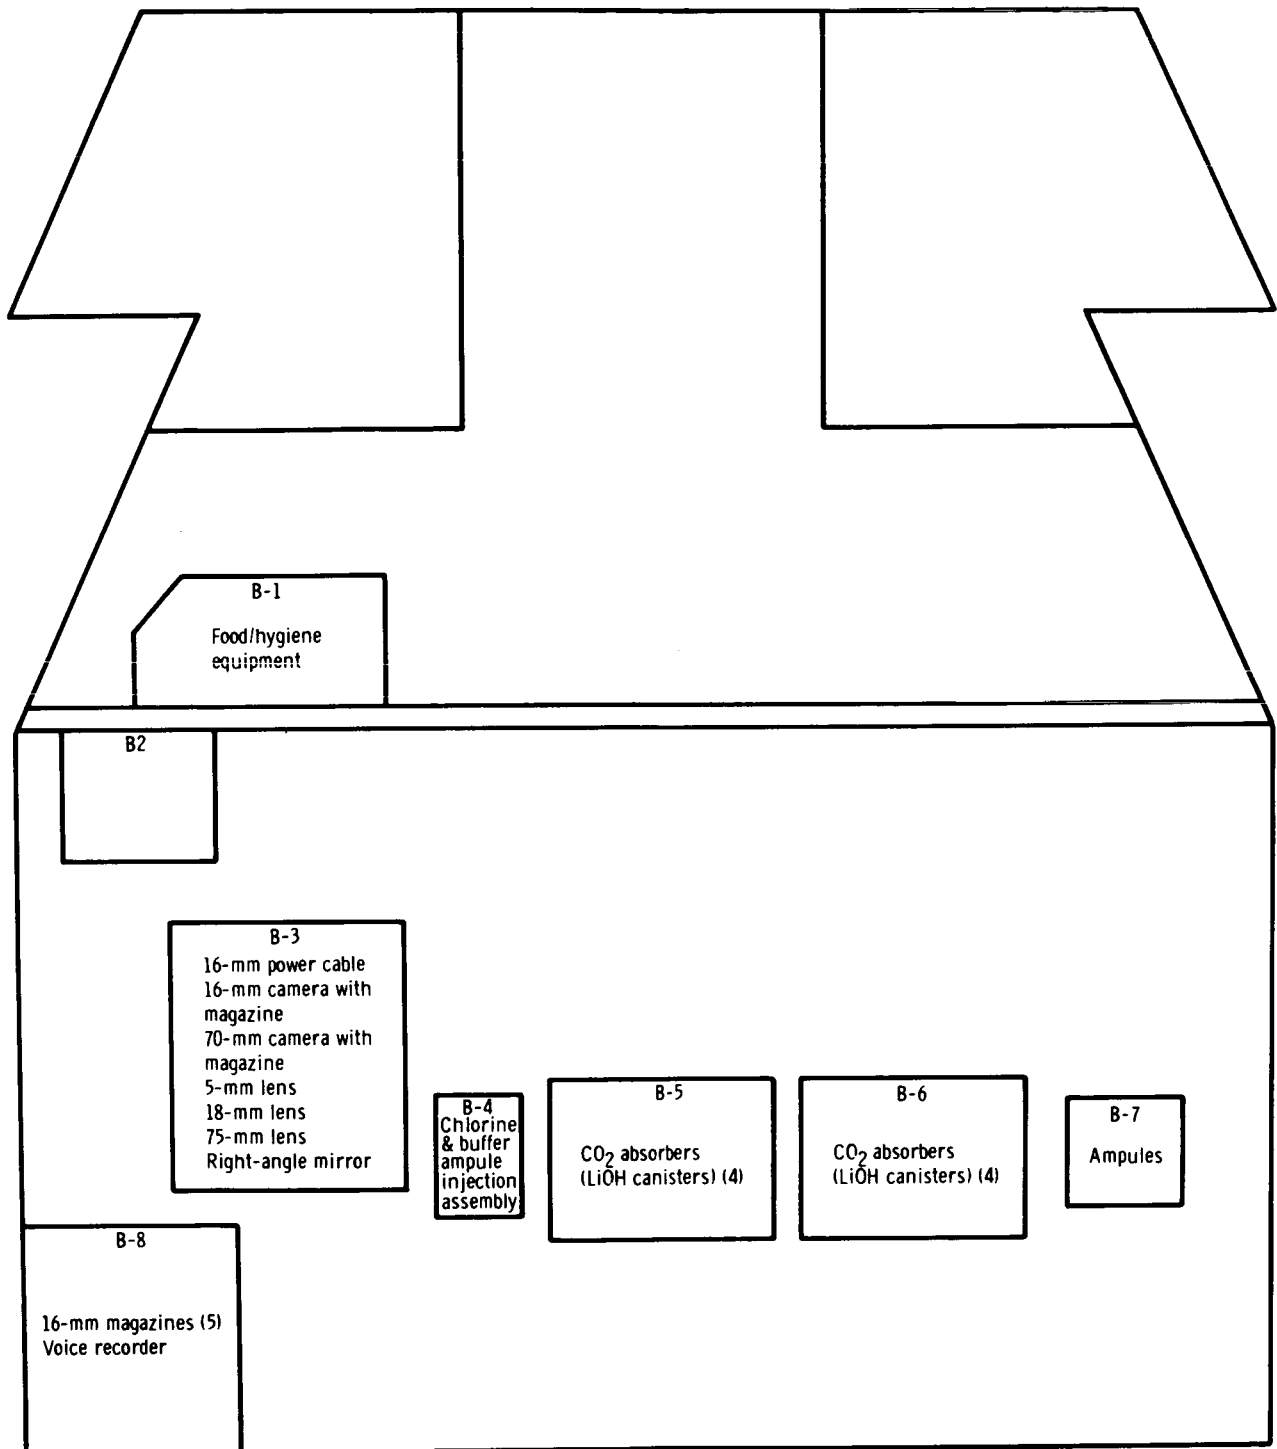 B-1
Food/hygiene
equipment
B2
B-3
16-mm power cable
16-mm camera with
magazine
70-mm camera with
magazine
5-mm lens
18-mm lens
75-mm lens
Right-angle mirror
B-4
Chlorine
& buffer
ampule
injection
assembly
B-5
CO2 absorbers
(LiOH canisters) (4)
B-6
CO2 absorbers
(LiOH canisters) (4)
B-7
Ampules
B-8
16-mm magazines (5)
Voice recorder